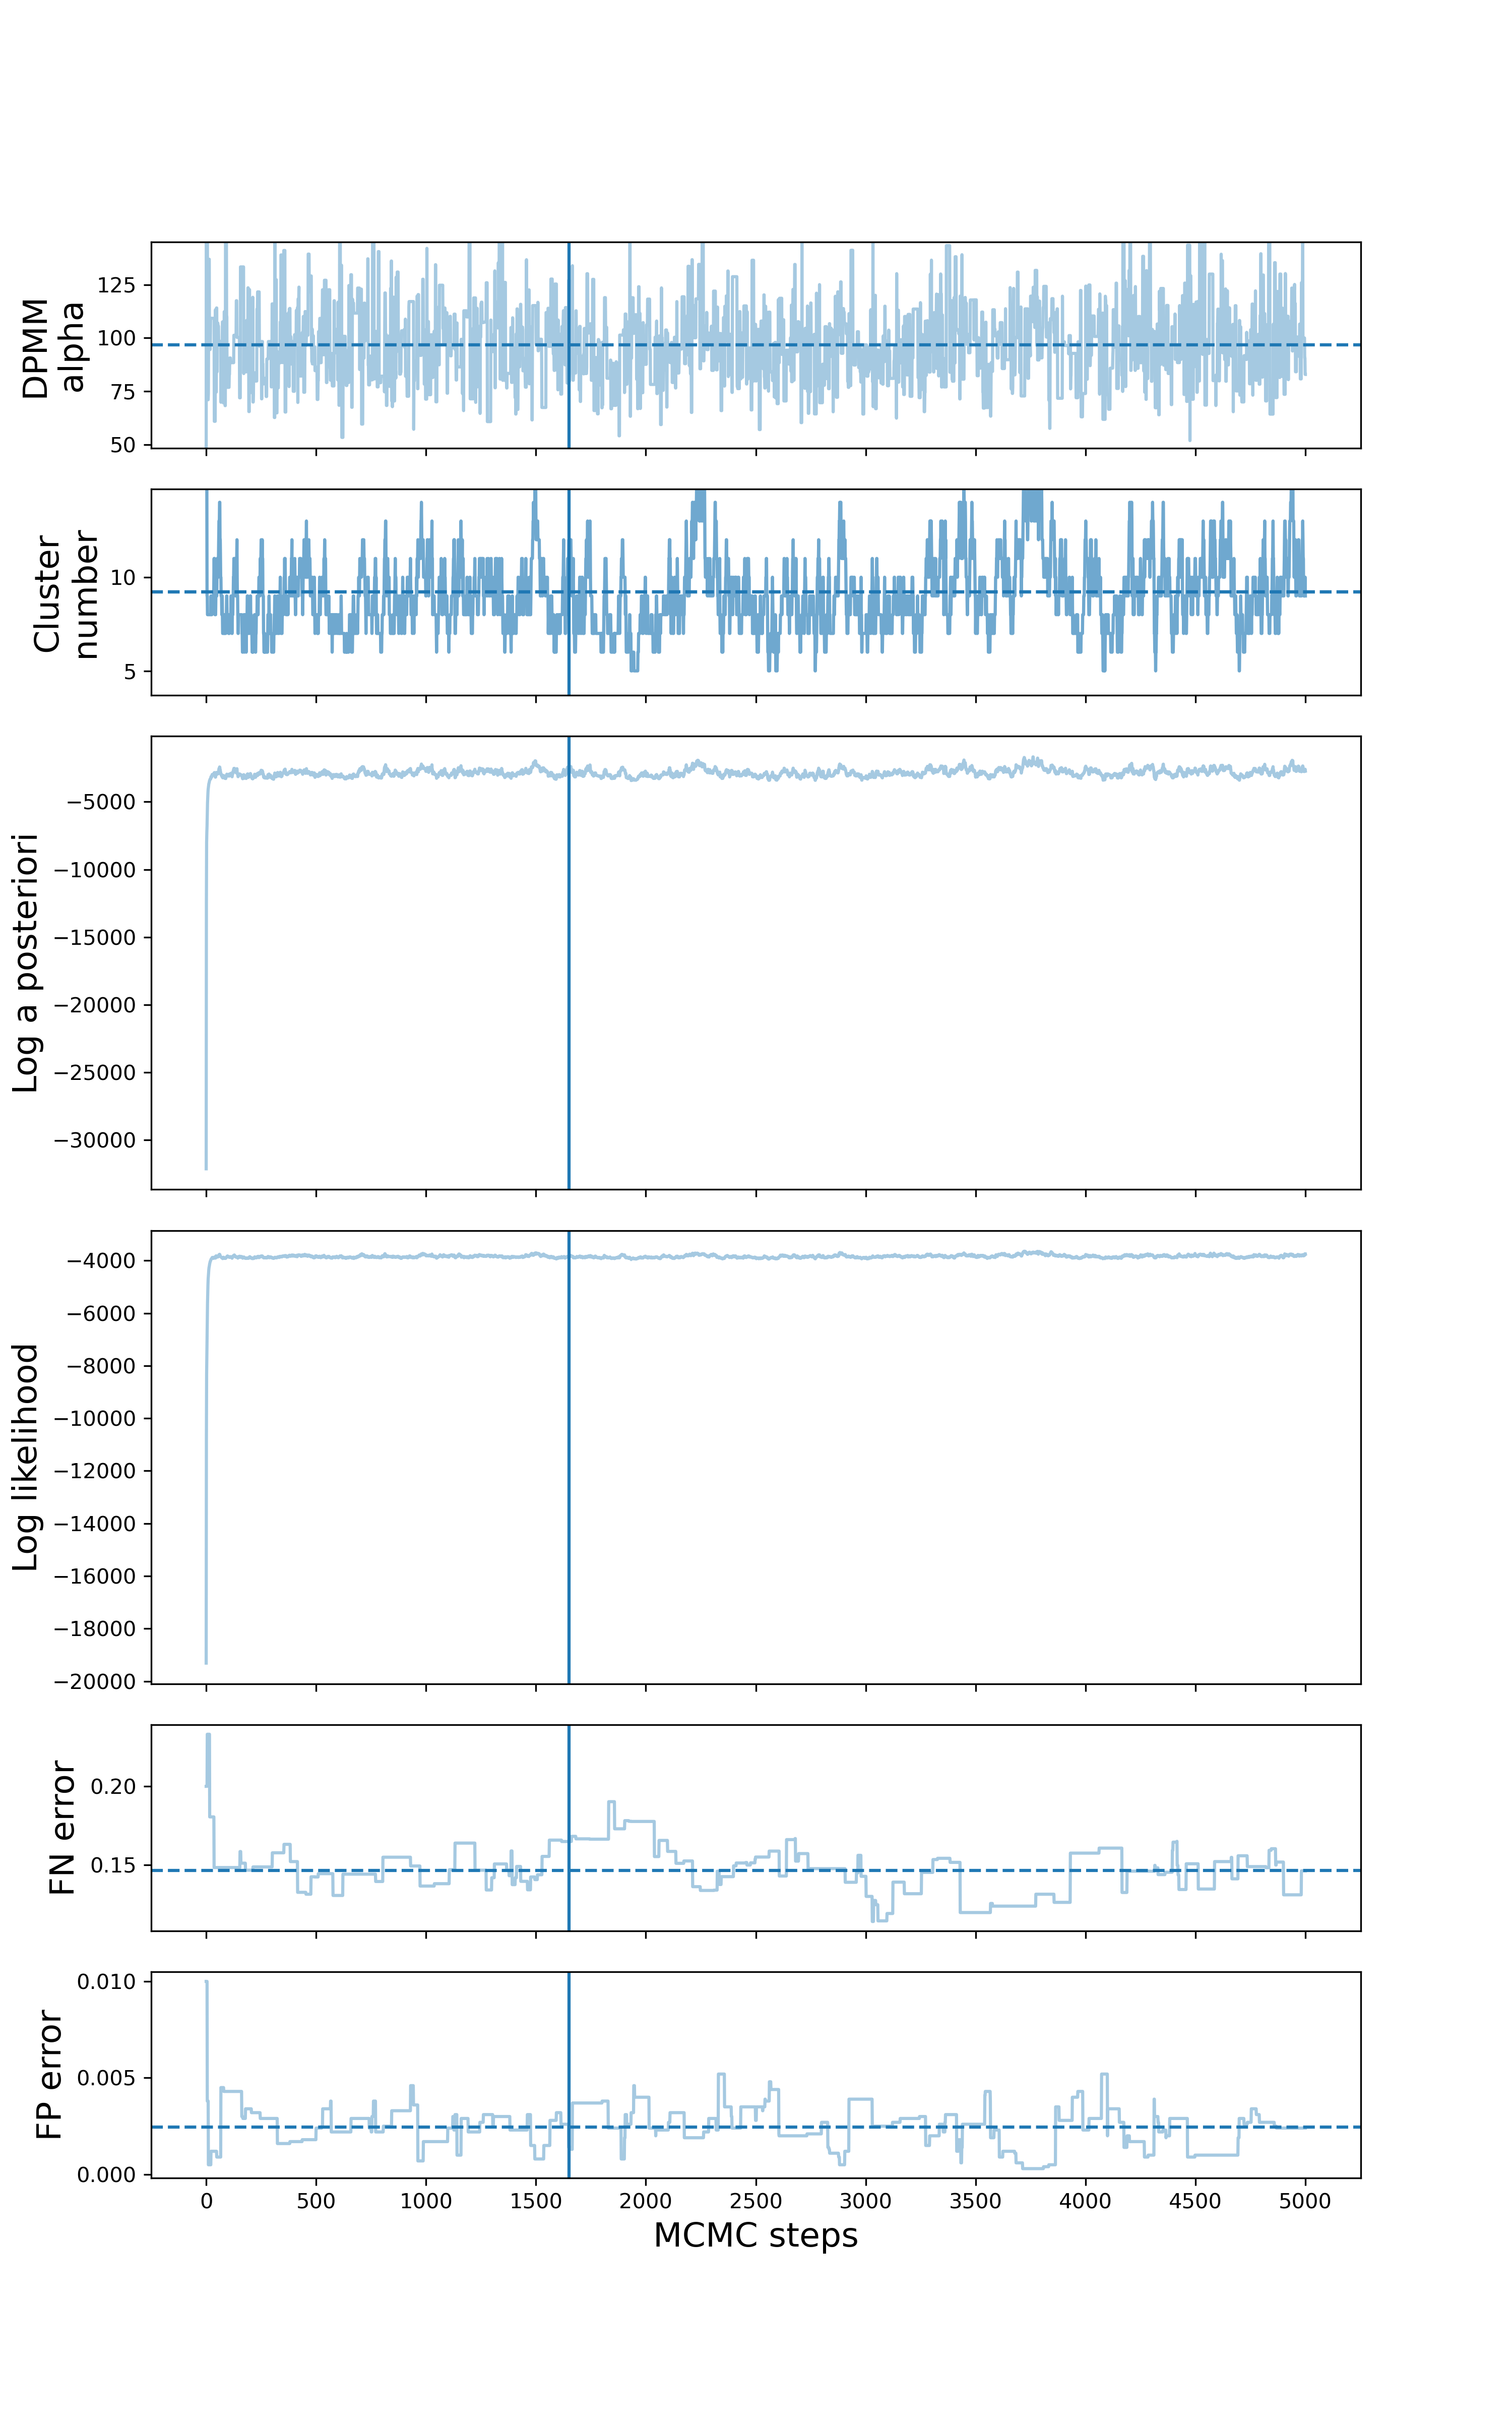 DPMM
alpha
125
100
75
50
Cluster
number
10
5
Log a posteriori
−5000
−10000
−15000
−20000
−25000
−30000
Log likelihood
−4000
−6000
−8000
−10000
−12000
−14000
−16000
−18000
−20000
FN error
0.20
0.15
FP error
0.010
0.005
0.000
0 500 1000 1500 2000 2500 3000 3500 4000 4500 5000
MCMC steps